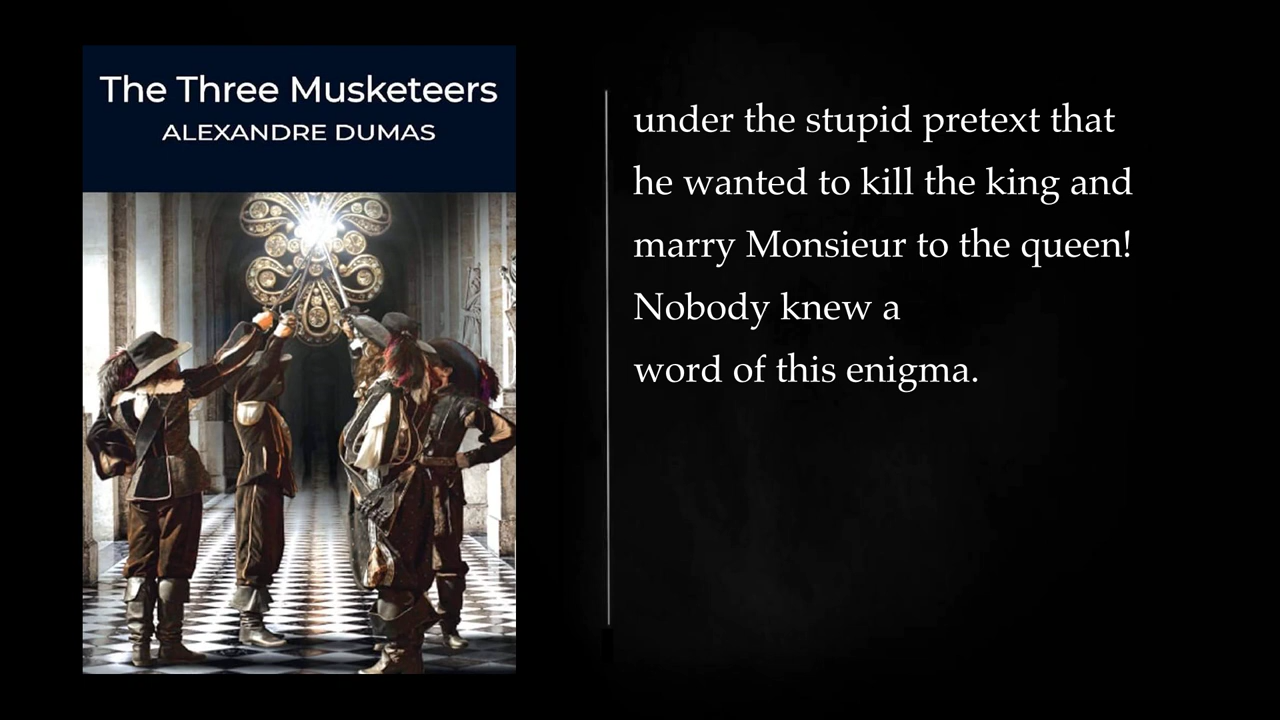 The Three Musketeers
ALEXANDRE DUMAS
under the stupid pretext that
he wanted to kill the king and
marry Monsieur to the queen!
Nobody knew a
word of this enigma.